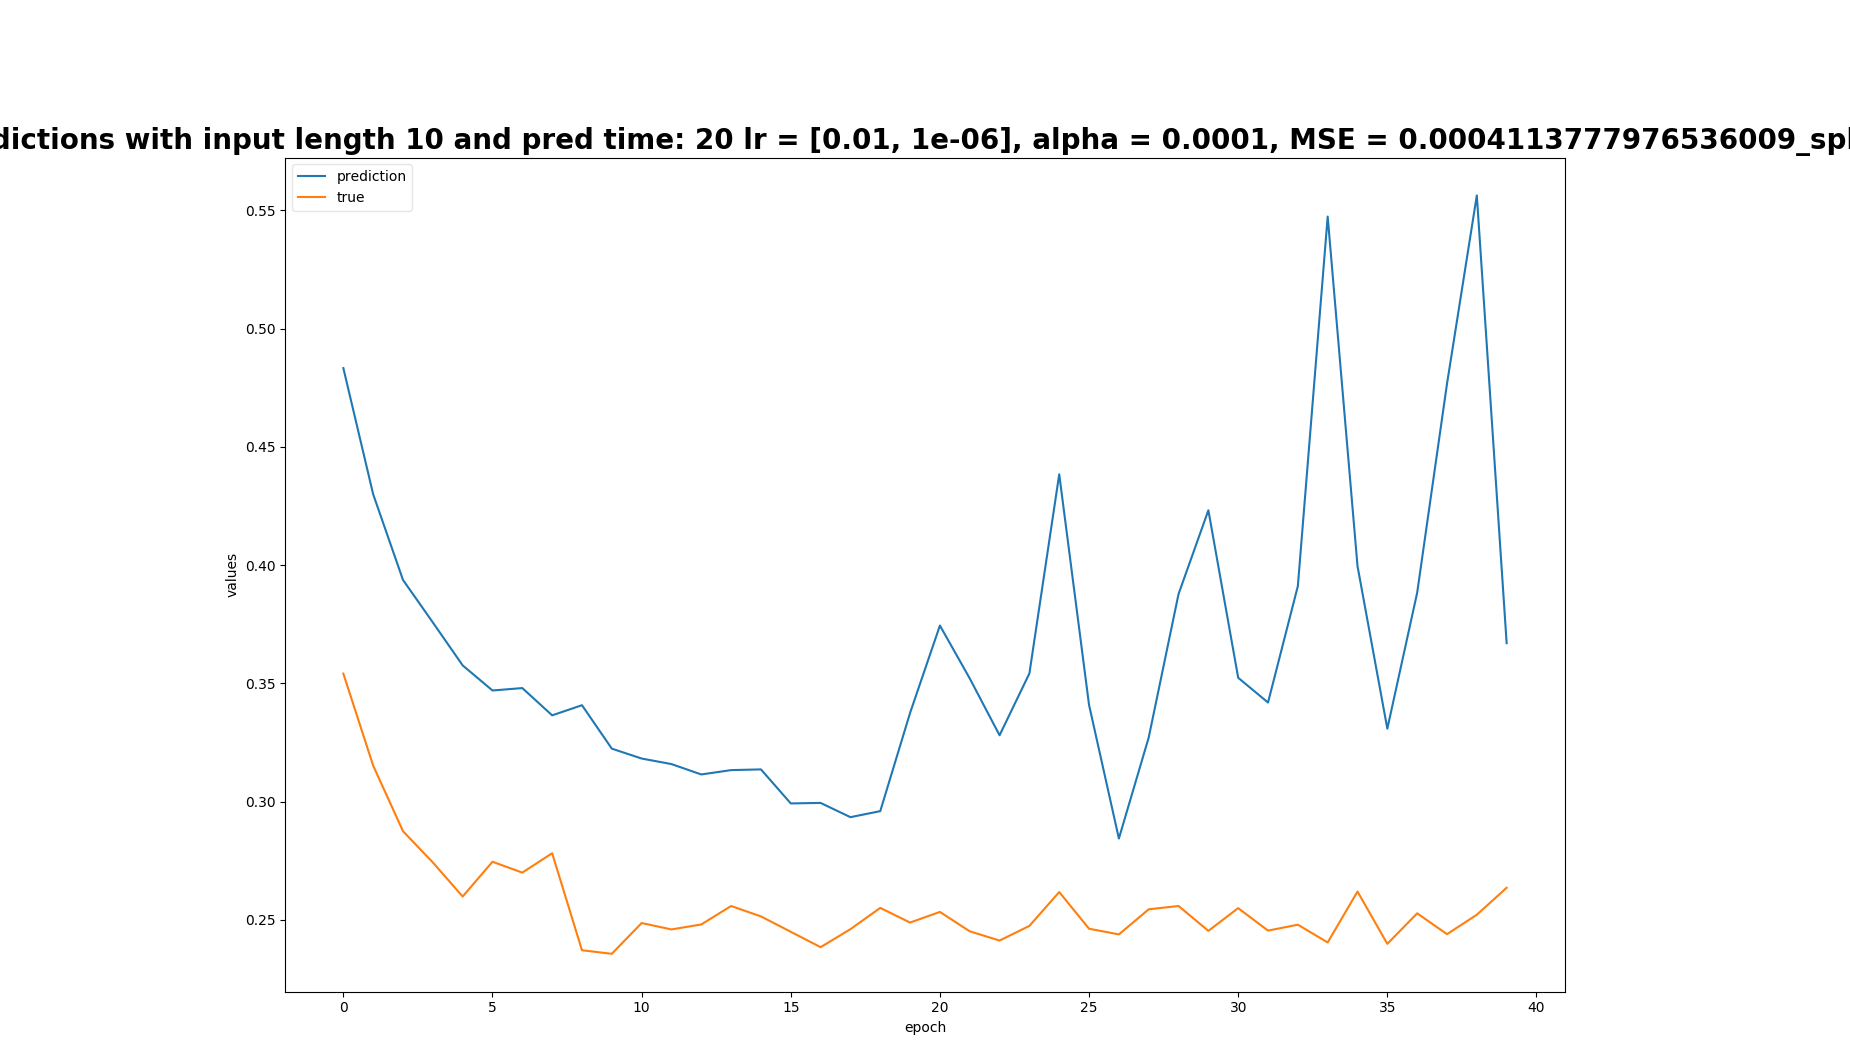 dictions with input length 10 and pred time: 20 lr = [0.01, 1e-06], alpha = 0.0001, MSE = 0.0004113777976536009_spl
prediction
true
0.55
0.50
0.45
0.40
0.35
0.30
0.25
values
0 5 10 15 20 25 30 35 40
epoch